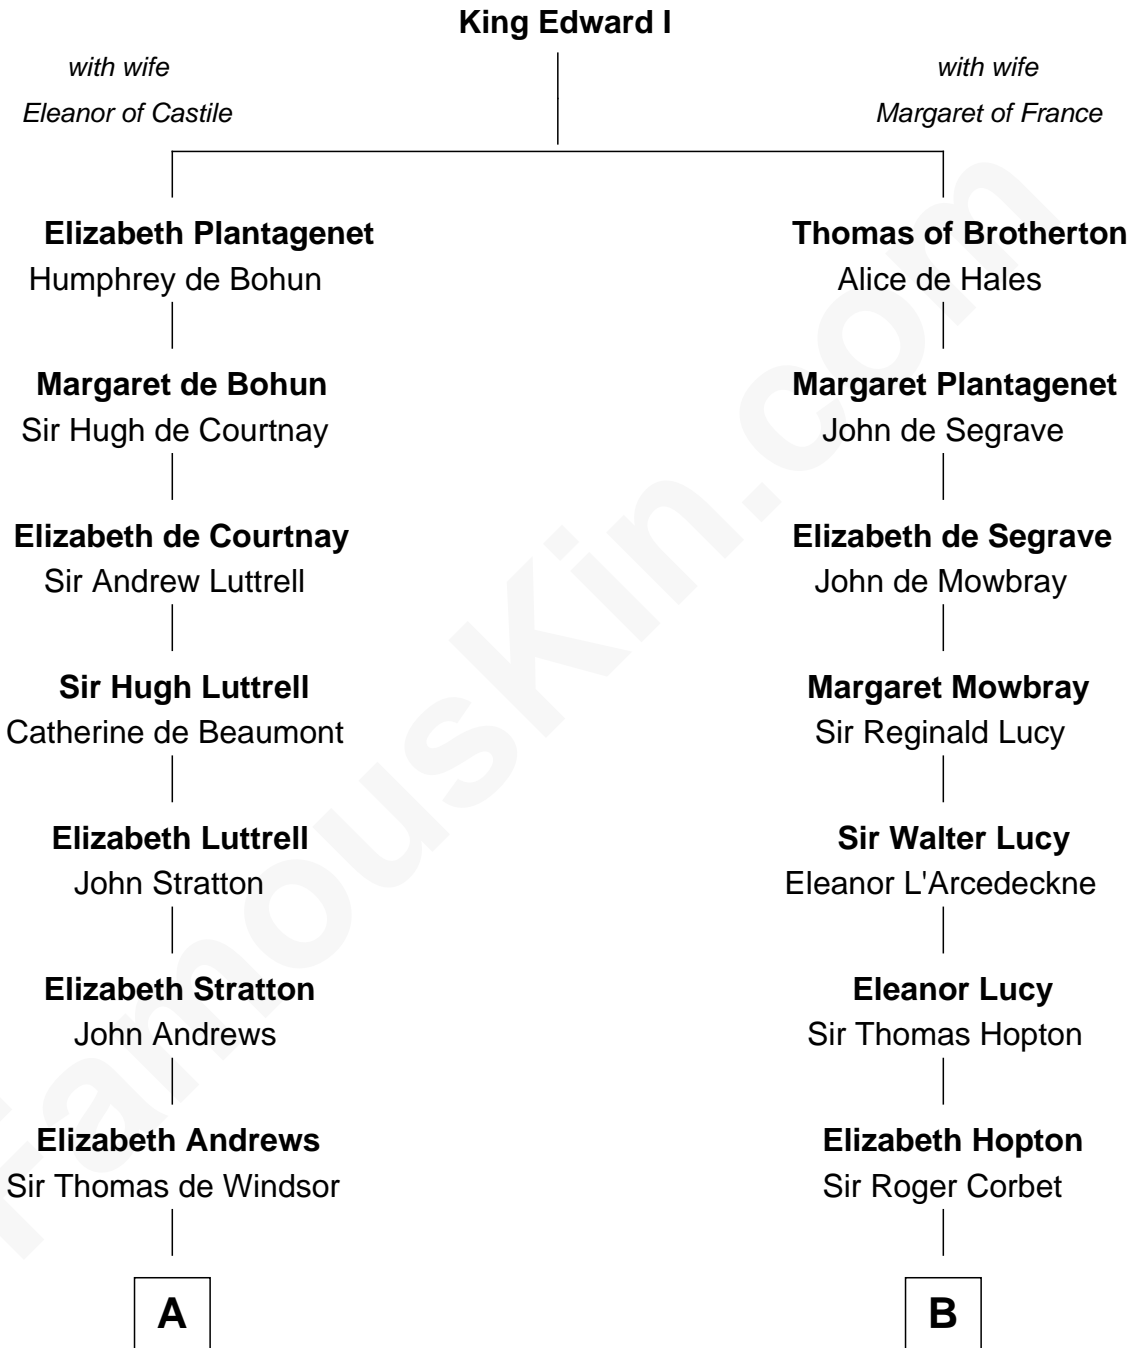 King Edward I
with wife
Eleanor of Castile
with wife
Margaret of France
Elizabeth Plantagenet
Humphrey de Bohun
Thomas of Brotherton
Alice de Hales
Margaret de Bohun
Sir Hugh de Courtnay
Margaret Plantagenet
John de Segrave
Elizabeth de Courtnay
Sir Andrew Luttrell
Elizabeth de Segrave
John de Mowbray
Sir Hugh Luttrell
Catherine de Beaumont
Margaret Mowbray
Sir Reginald Lucy
Elizabeth Luttrell
John Stratton
Sir Walter Lucy
Eleanor L'Arcedeckne
Elizabeth Stratton
John Andrews
Eleanor Lucy
Sir Thomas Hopton
Elizabeth Andrews
Sir Thomas de Windsor
Elizabeth Hopton
Sir Roger Corbet
A
B
FamousKin.com